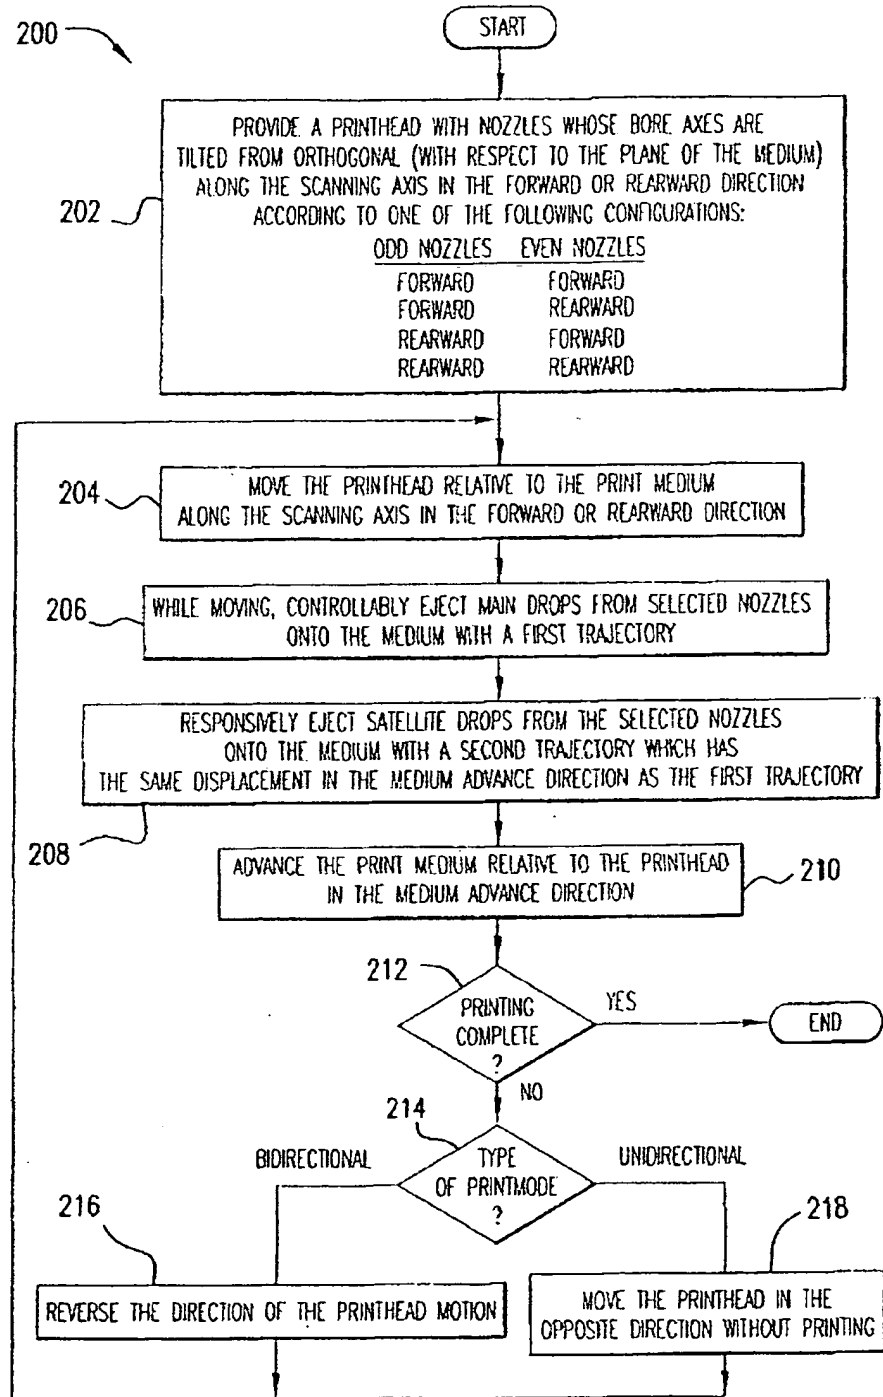 200
START
PROVIDE A PRINTHEAD WITH NOZZLES WHOSE BORE AXES ARE
TILTED FROM ORTHOGONAL (WITH RESPECT TO THE PLANE OF THE MEDIUM)
ALONG THE SCANNING AXIS IN THE FORWARD OR REARWARD DIRECTION
ACCORDING TO ONE OF THE FOLLOWING CONFIGURATIONS:
202
ODD NOZZLES EVEN NOZZLES
FORWARD FORWARD
FORWARD REARWARD
REARWARD FORWARD
REARWARD REARWARD
204
MOVE THE PRINTHEAD RELATIVE TO THE PRINT MEDIUM
ALONG THE SCANNING AXIS IN THE FORWARD OR REARWARD DIRECTION
206
WHILE MOVING, CONTROLLABLY EJECT MAIN DROPS FROM SELECTED NOZZLES
ONTO THE MEDIUM WITH A FIRST TRAJECTORY
RESPONSIVELY EJECT SATELLITE DROPS FROM THE SELECTED NOZZLES
ONTO THE MEDIUM WITH A SECOND TRAJECTORY WHICH HAS
THE SAME DISPLACEMENT IN THE MEDIUM ADVANCE DIRECTION AS THE FIRST TRAJECTORY
208
ADVANCE THE PRINT MEDIUM RELATIVE TO THE PRINTHEAD
IN THE MEDIUM ADVANCE DIRECTION
210
212
PRINTING
COMPLETE
?
YES
END
NO
214
TYPE
OF PRINTMODE
?
BIDIRECTIONAL
UNIDIRECTIONAL
216
REVERSE THE DIRECTION OF THE PRINTHEAD MOTION
218
MOVE THE PRINTHEAD IN THE
OPPOSITE DIRECTION WITHOUT PRINTING